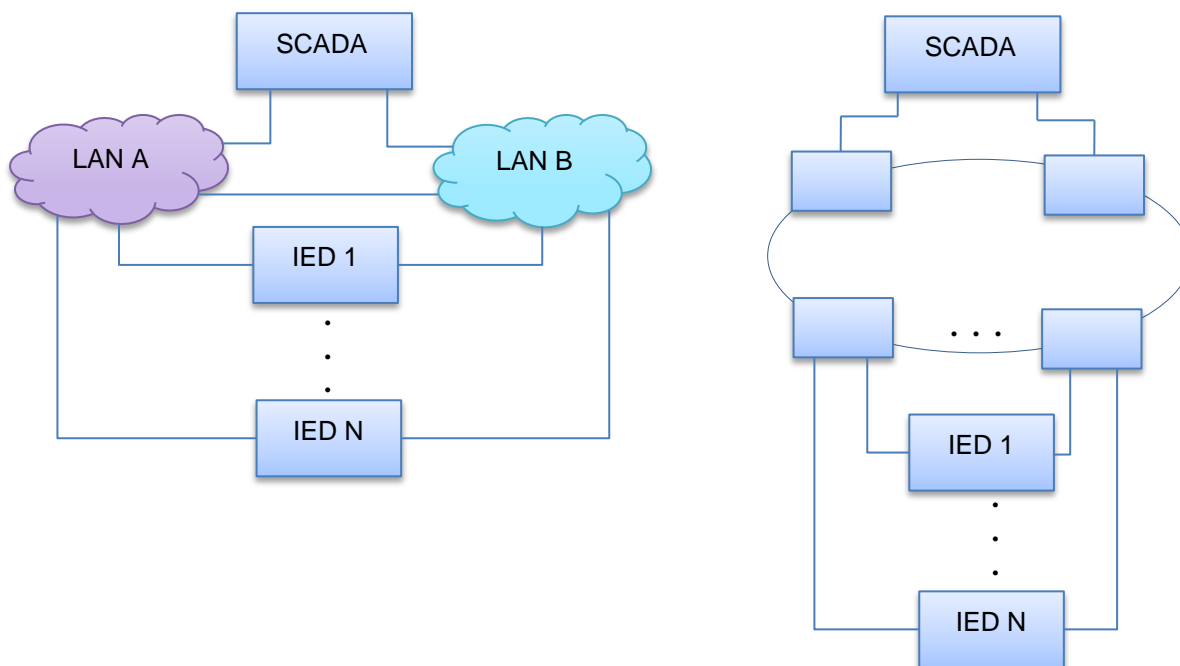 SCADA
LAN A
LAN B
IED 1
.
.
.
IED N
SCADA
. . .
IED 1
.
.
.
IED N